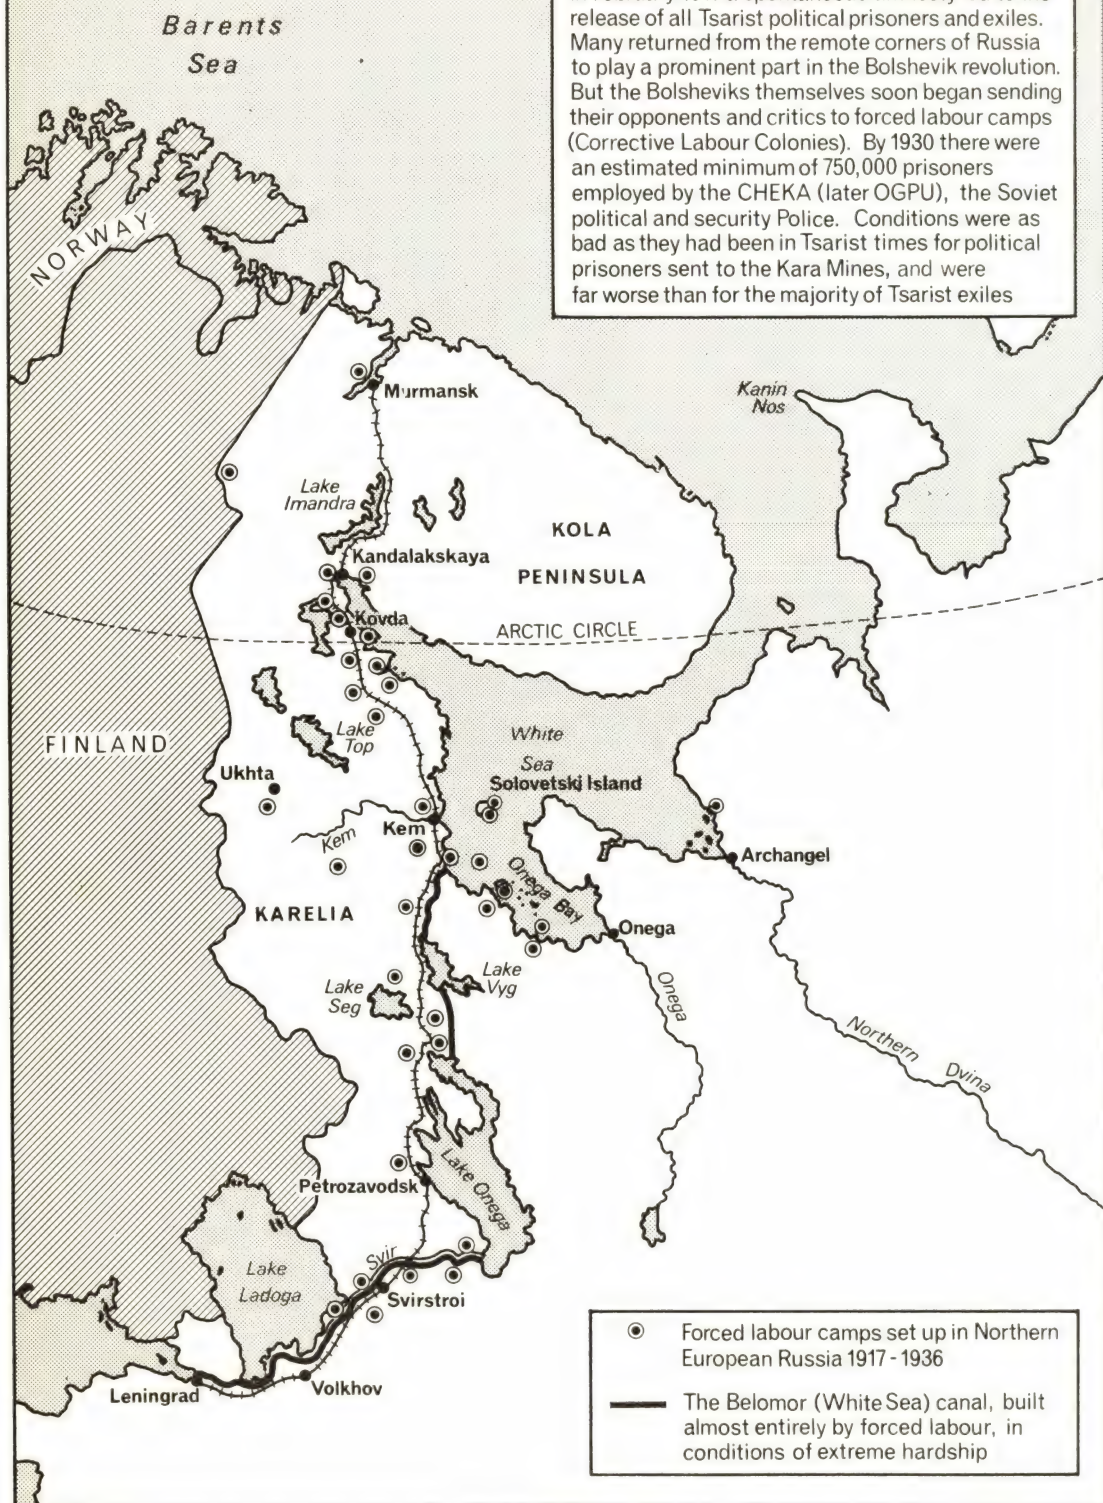 Barents
Sea
release of all Tsarist political prisoners and exiles.
Many returned from the remote corners of Russia
to play a prominent part in the Bolshevik revolution.
But the Bolsheviks themselves soon began sending
their opponents and critics to forced labour camps
(Corrective Labour Colonies). By 1930 there were
an estimated minimum of 750,000 prisoners
employed by the CHEKA (later OGPU), the Soviet
political and security Police. Conditions were as
bad as they had been in Tsarist times for political
prisoners sent to the Kara Mines, and were
far worse than for the majority of Tsarist exiles
NORWAY
Murmansk
Kanin
Nos
Lake
Imandra
KOLA
PENINSULA
Kandalakskaya
Kovda
ARCTIC CIRCLE
FINLAND
Lake
Top
White
Sea
Solovetski Island
Ukhta
Kem
Kem
Archangel
Onega Bay
KARELIA
Onega
Lake
Vyg
Lake
Seg
Onega
Northern Dvina
Lake Onega
Petrozavodsk
Svir
Lake
Ladoga
Svirstroi
Leningrad
Volkhov
Forced labour camps set up in Northern
European Russia 1917-1936
The Belomor (White Sea) canal, built
almost entirely by forced labour, in
conditions of extreme hardship